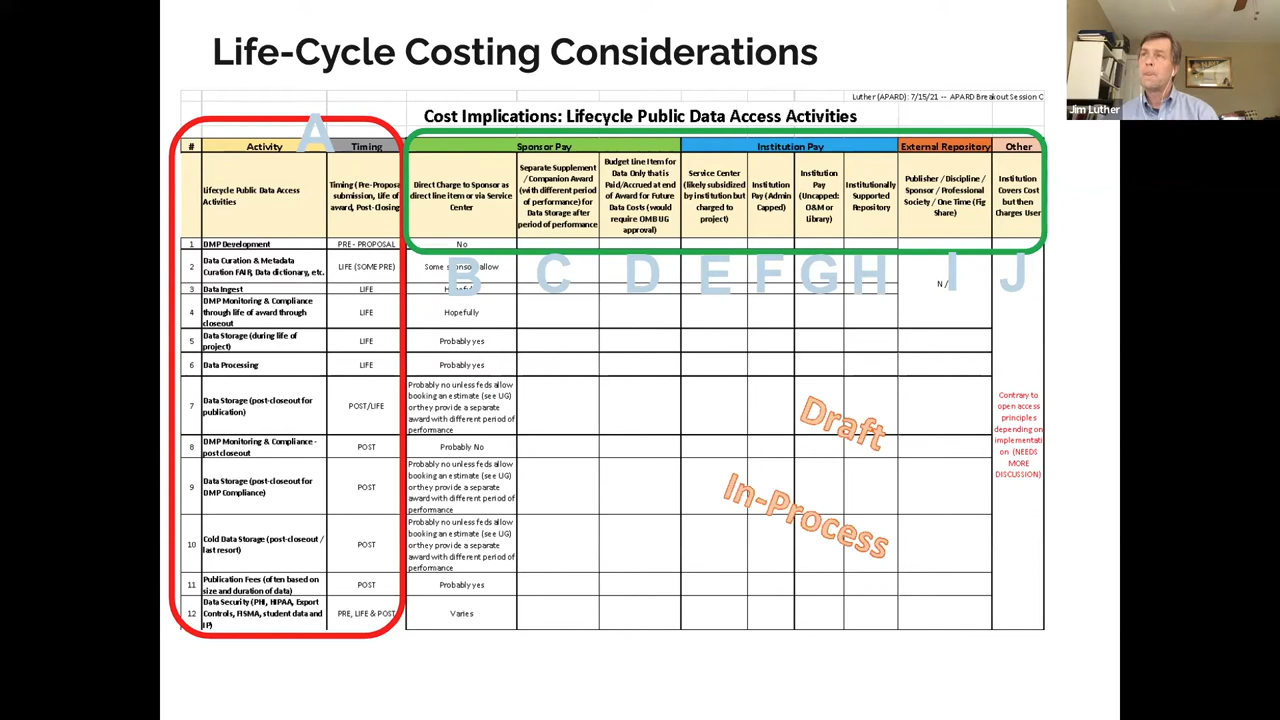 Life-Cycle Costing Considerations
Jim Luther
Luther (APARD): 7/15/21 -- APARD Breakout Session C
Cost Implications: Lifecycle Public Data Access Activities
A
# Activity Timing Sponsor Pay Institution Pay External Repository Other
Lifecycle Public Data Access
Activities
Timing (Pre-Proposa
submission, Life of
award, Post-Closing
Direct Charge to Sponsor as
direct line item or via Service
Center
Separate Supplement
/ Companion Award
(with different period
of performance) for
Data Storage after
period of performance
Budget Line Item for
Data Only that is
Paid/Accrued at end
of Award for Future
Data Costs (would
require OMB UG
approval)
Service Center
(likely subsidized
by institution but
charged to
project)
Institution
Pay (Admin
Capped)
Institution
Pay
(Uncapped:
O&M or
Library)
Institutionally
Supported
Repository
Publisher / Discipline /
Sponsor / Professional
Society / One Time (Fig
Share)
Institution
Covers Cost
but then
Charges User
1 DMP Development PRE- PROPOSAL No
2 Data Curation & Metadata
Curation FAIR, Data dictionary, etc. LIFE (SOME PRE) Some sponsor allow
B C D E F G H I J
N/
3 Data Ingest LIFE Hopefully
4 DMP Monitoring & Compliance
through life of award through
closeout LIFE Hopefully
5 Data Storage (during life of
project) LIFE Probably yes
6 Data Processing LIFE Probably yes
7 Data Storage (post-closeout for
publication) POST/LIFE
Probably no unless feds allow
booking an estimate (see UG)
or they provide a separate
award with different period of
performance
8 DMP Monitoring & Compliance -
post closeout POST Probably No
9 Data Storage (post-closeout for
DMP Compliance) POST
Probably no unless feds allow
booking an estimate (see UG)
or they provide a separate
award with different period of
performance
10 Cold Data Storage (post-closeout /
last resort) POST
Probably no unless feds allow
booking an estimate (see UG)
or they provide a separate
award with different period of
performance
11 Publication Fees (often based on
size and duration of data) POST Probably yes
12 Data Security (PHI, HIPAA, Export
Controls, FISMA, student data and
IP) PRE, LIFE & POST Varies
Contrary to
open access
principles
depending on
implementati
on (NEEDS
MORE
DISCUSSION)
Draft
In-Process